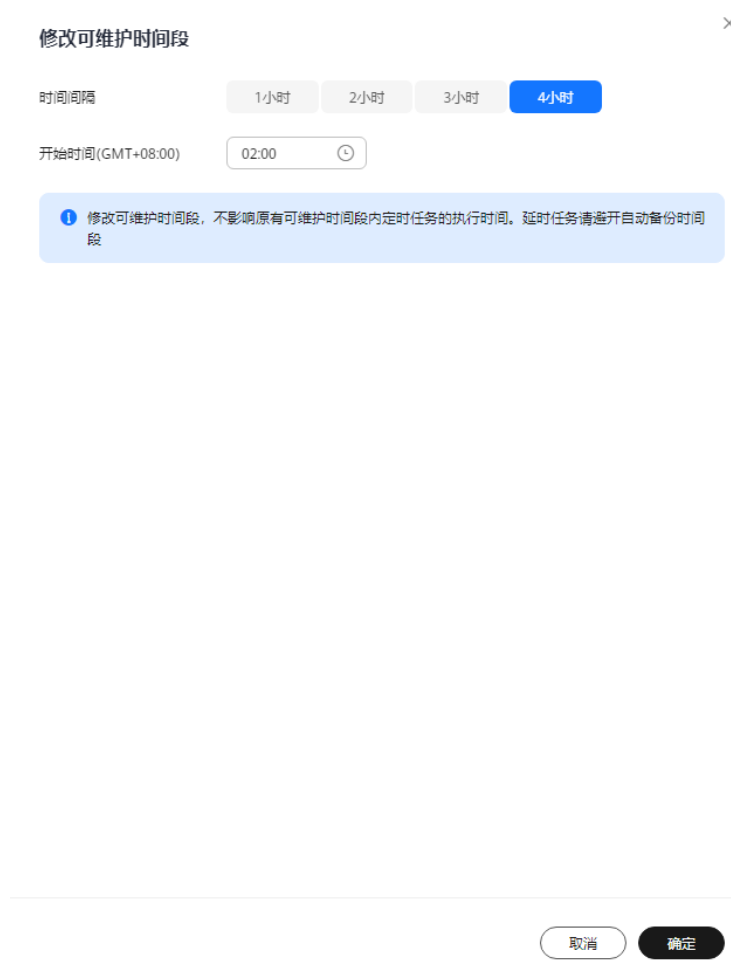 修改可维护时间段
时间间隔 1小时 2小时 3小时 4小时
开始时间(GMT+08:00) 02:00
修改可维护时间段，不影响原有可维护时间段内定时任务的执行时间。延时任务请避开自动备份时间
段
取消 确定